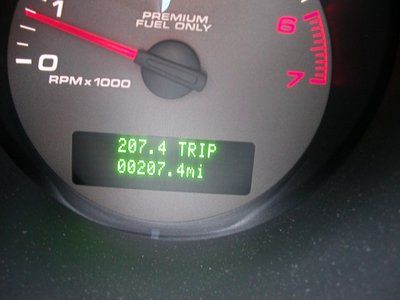 1
0
RPM x 1000
PREMIUM
FUEL ONLY
6
7
207.4 TRIP
00207.4mi